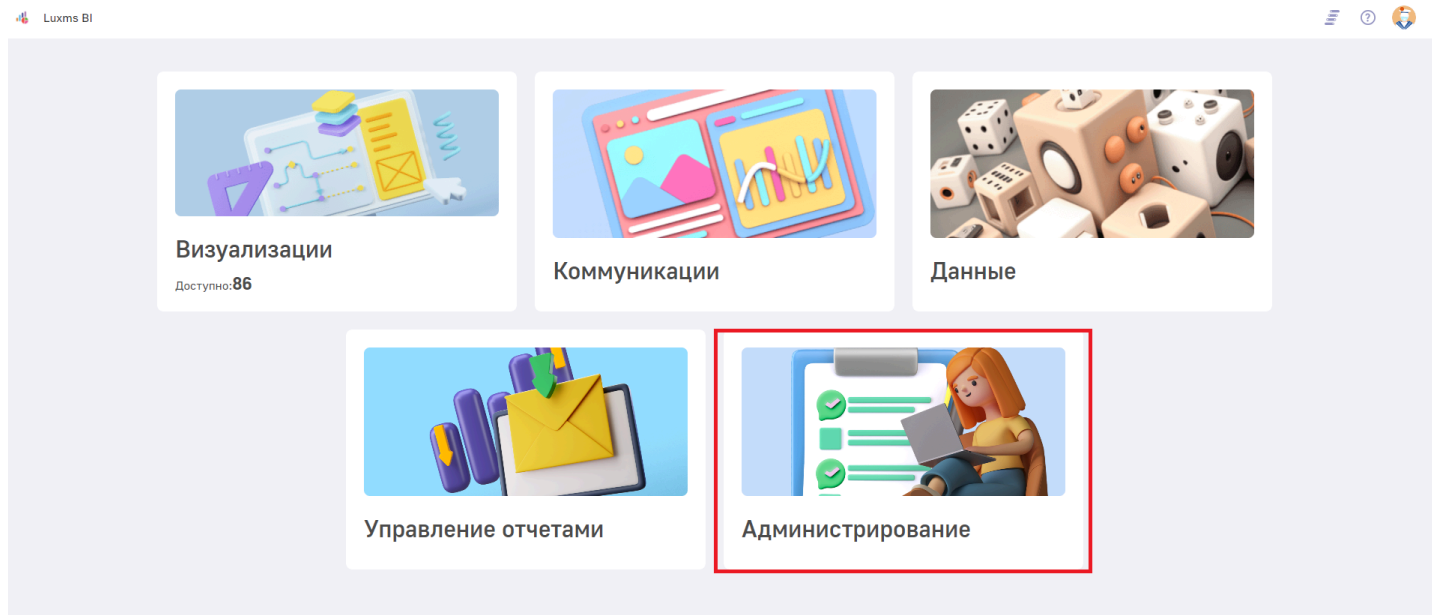 Luxms BI
Визуализации
Доступно:86
Коммуникации
Данные
Управление отчетами
Администрирование